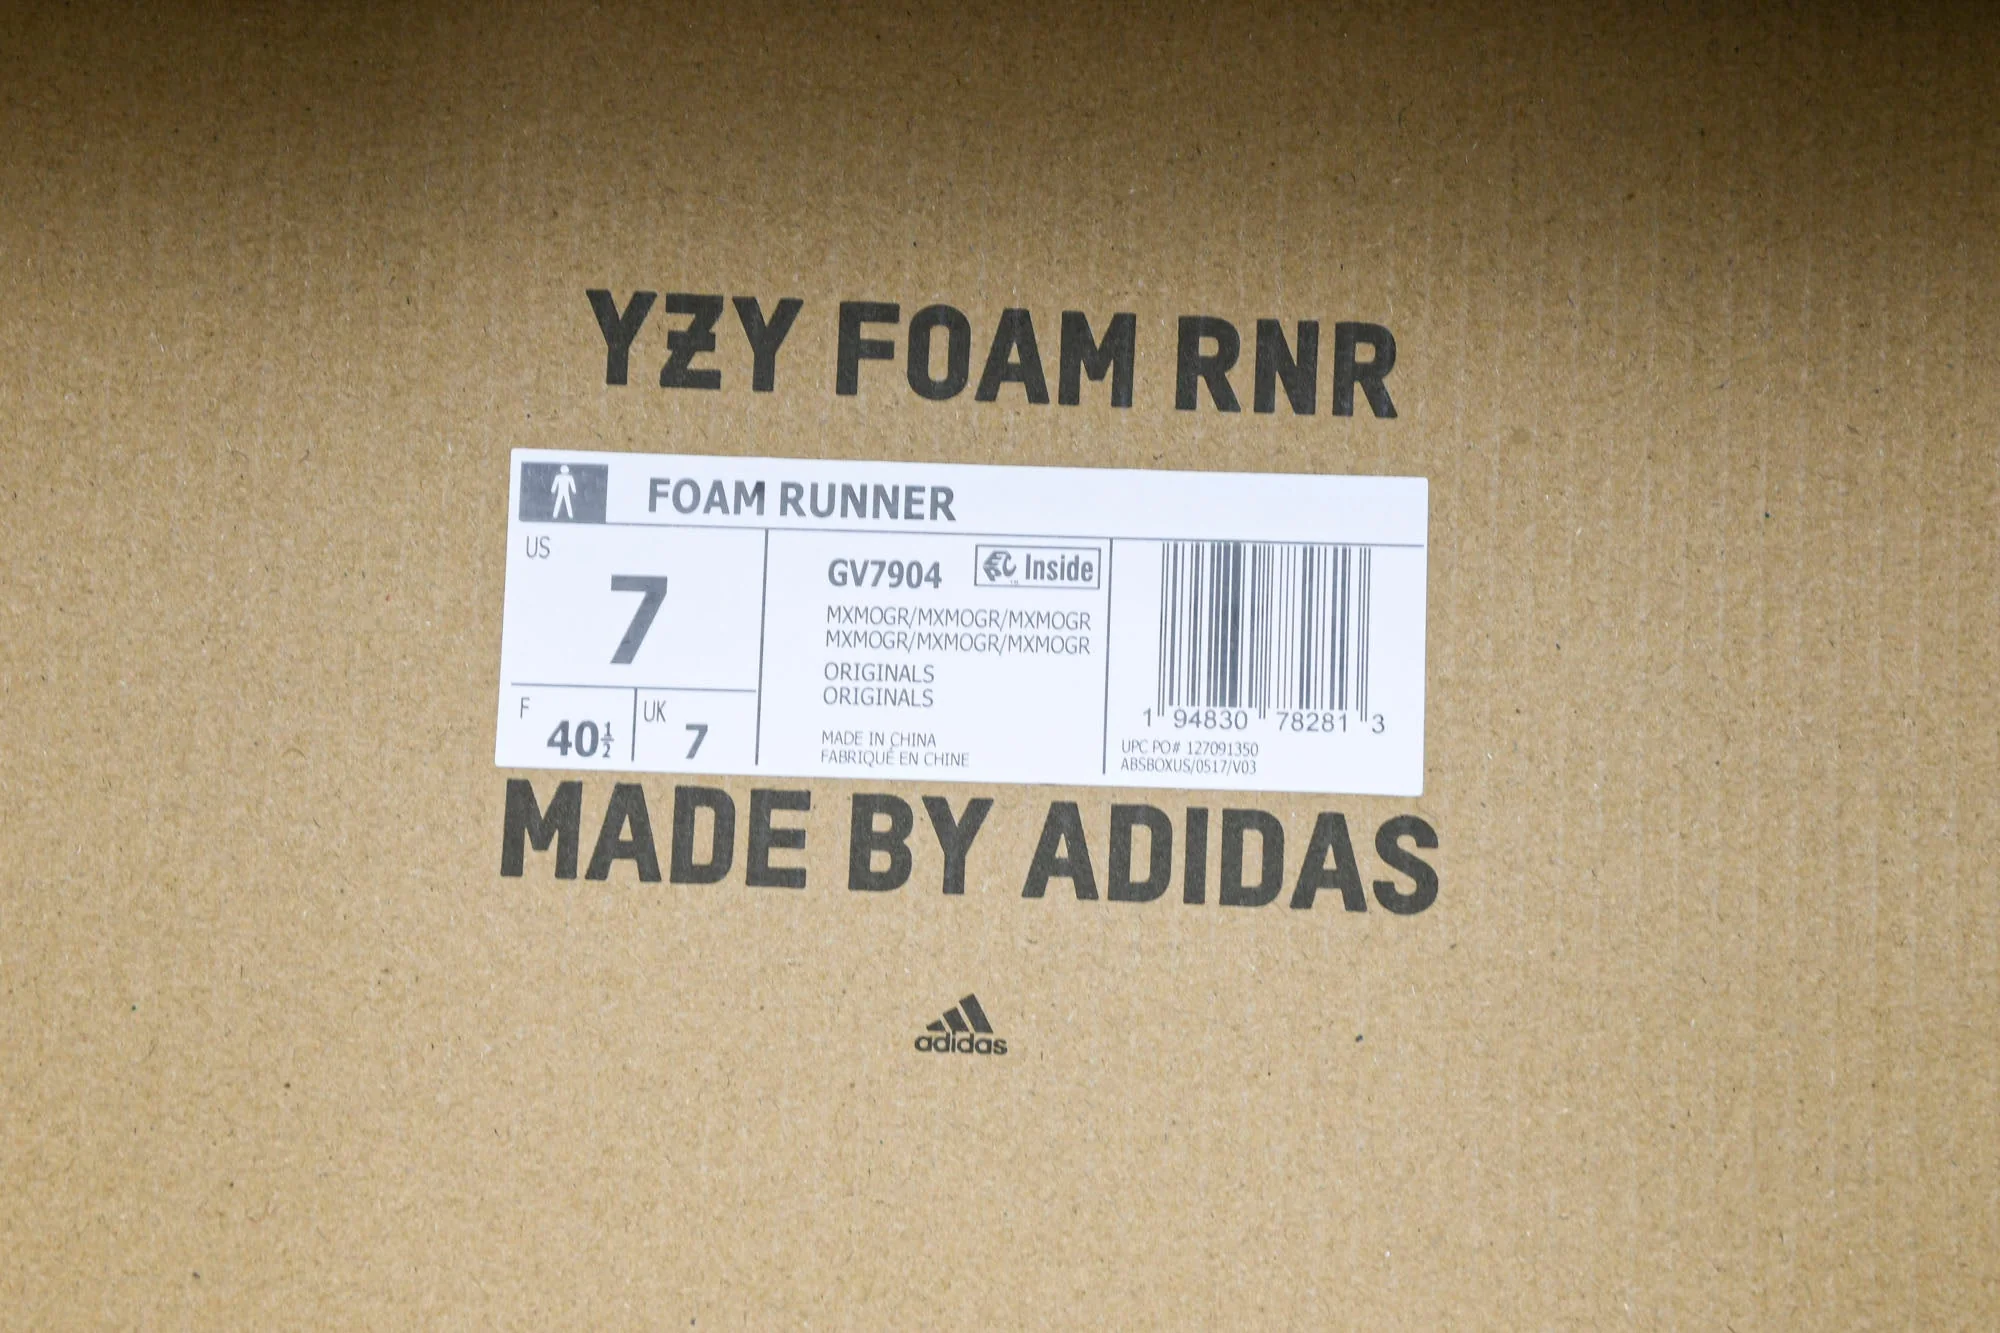 YZY FOAM RNR
FOAM RUNNER
US
7
F
40½
UK
7
GV7904
EPC Inside
MXMOGR/MXMOGR/MXMOGR
MXMOGR/MXMOGR/MXMOGR
ORIGINALS
ORIGINALS
MADE IN CHINA
FABRIQUÉ EN CHINE
1 94830 78281 3
UPC PO# 127091350
ABSBOXUS/0517/V03
MADE BY ADIDAS
adidas